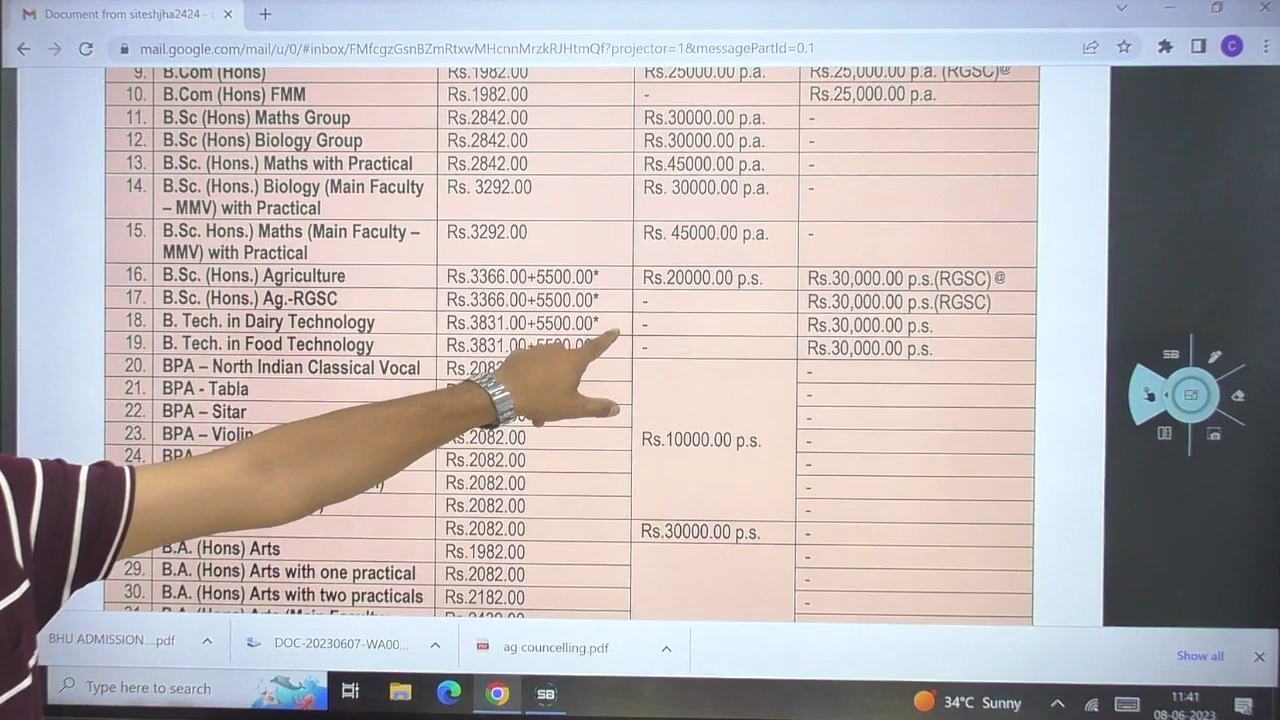 Document from siteshjha2424 -
mail.google.com/mail/u/0/#inbox/FMfcgzGsnBZmRtxwMHcnnMrzkRJHtmQf?projector=1&messagePartId=0.1
C
9. B.Com (Hons) Rs.1982.00 Rs.25000.00 p.a. Rs.25,000.00 p.a. (RGSC)@
10. B.Com (Hons) FMM Rs.1982.00 - Rs.25,000.00 p.a.
11. B.Sc (Hons) Maths Group Rs.2842.00 Rs.30000.00 p.a. -
12. B.Sc (Hons) Biology Group Rs.2842.00 Rs.30000.00 p.a. -
13. B.Sc. (Hons.) Maths with Practical Rs.2842.00 Rs.45000.00 p.a. -
14. B.Sc. (Hons.) Biology (Main Faculty Rs. 3292.00 Rs. 30000.00 p.a. -
– MMV) with Practical
15. B.Sc. Hons.) Maths (Main Faculty – Rs.3292.00 Rs. 45000.00 p.a. -
MMV) with Practical
16. B.Sc. (Hons.) Agriculture Rs.3366.00+5500.00* Rs.20000.00 p.s. Rs.30,000.00 p.s.(RGSC) @
17. B.Sc. (Hons.) Ag.-RGSC Rs.3366.00+5500.00* - Rs.30,000.00 p.s.(RGSC)
18. B. Tech. in Dairy Technology Rs.3831.00+5500.00* - Rs.30,000.00 p.s.
19. B. Tech. in Food Technology Rs.3831.00+5500.00 - Rs.30,000.00 p.s.
20. BPA – North Indian Classical Vocal -
21. BPA - Tabla -
22. BPA – Sitar -
23. BPA – Violin Rs.2082.00 Rs.10000.00 p.s. -
24. BPA Rs.2082.00 -
Rs.2082.00 -
Rs.2082.00 -
Rs.2082.00 Rs.30000.00 p.s. -
B.A. (Hons) Arts Rs.1982.00 -
29. B.A. (Hons) Arts with one practical Rs.2082.00 -
30. B.A. (Hons) Arts with two practicals Rs.2182.00 -
SB
BHU ADMISSION....pdf
DOC-20230607-WA00...
PDF
ag councelling.pdf
Show all
Type here to search
SB
34°C Sunny
11:41
08-06-2023